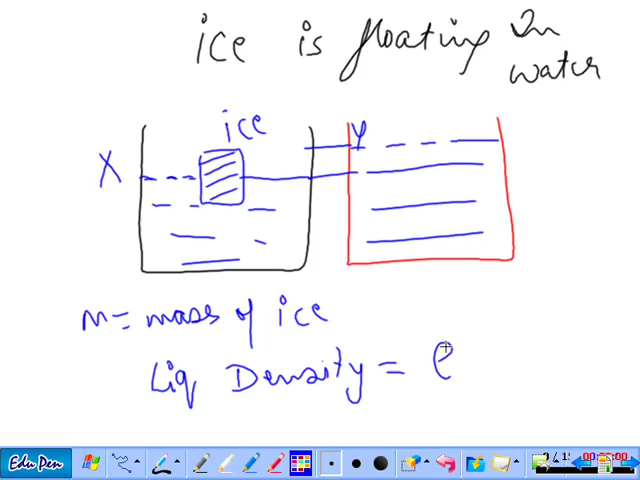 ice is floating In
water
ice
X
Y
m = mass of ice
Liq Density = ρ
Edu Pen